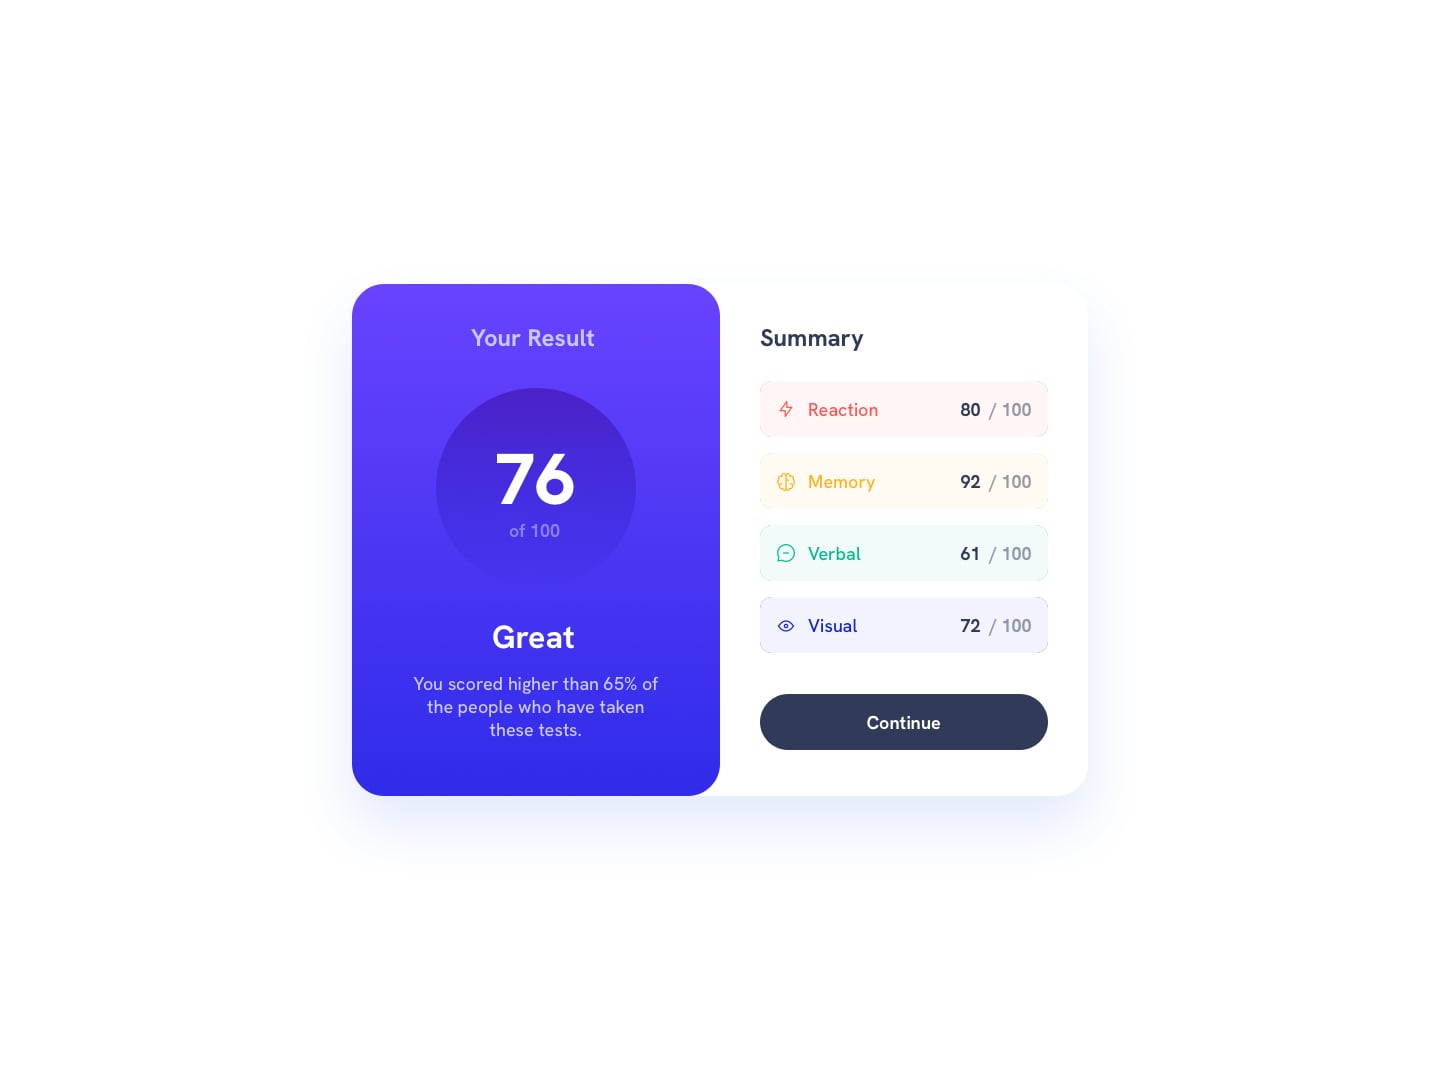 Your Result
76
of 100
Great
You scored higher than 65% of
the people who have taken
these tests.
Summary
Reaction 80 / 100
Memory 92 / 100
Verbal 61 / 100
Visual 72 / 100
Continue